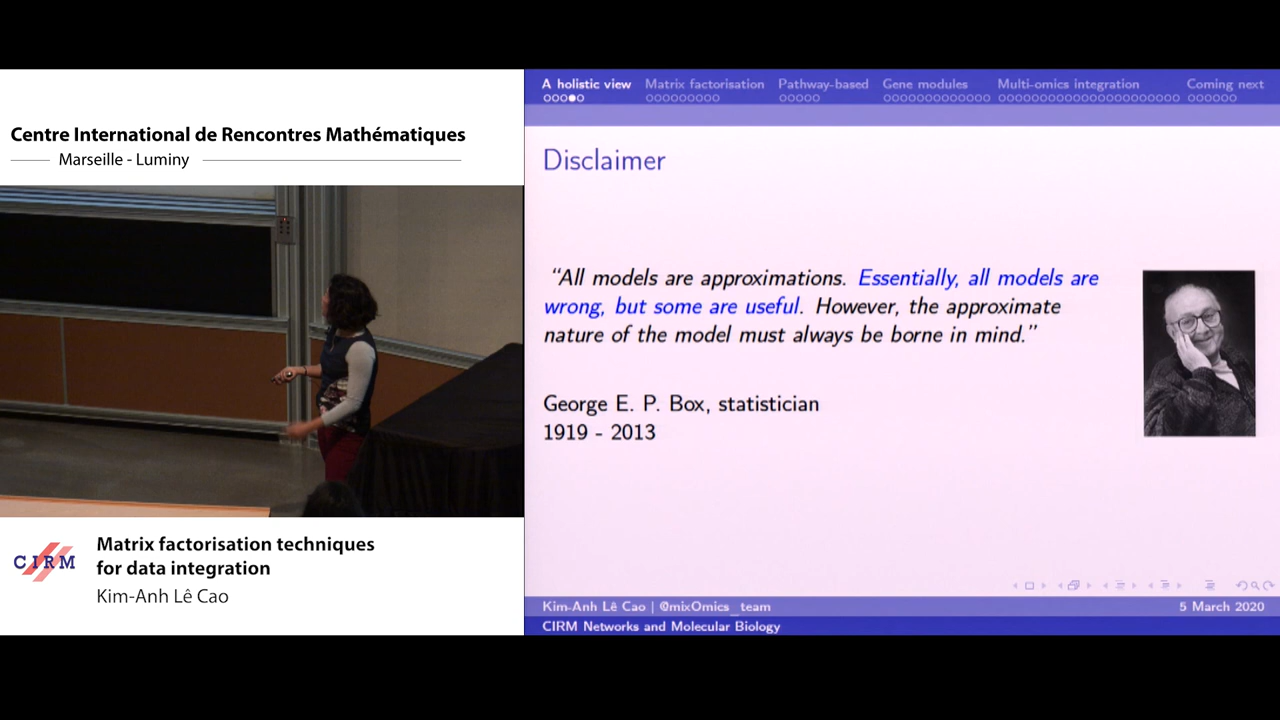 Centre International de Rencontres Mathématiques
Marseille - Luminy
CIRM
Matrix factorisation techniques
for data integration
Kim-Anh Lê Cao
A holistic view Matrix factorisation Pathway-based Gene modules Multi-omics integration Coming next
Disclaimer
“All models are approximations. Essentially, all models are
wrong, but some are useful. However, the approximate
nature of the model must always be borne in mind.”
George E. P. Box, statistician
1919 - 2013
Kim-Anh Lê Cao | @mixOmics_team 5 March 2020
CIRM Networks and Molecular Biology